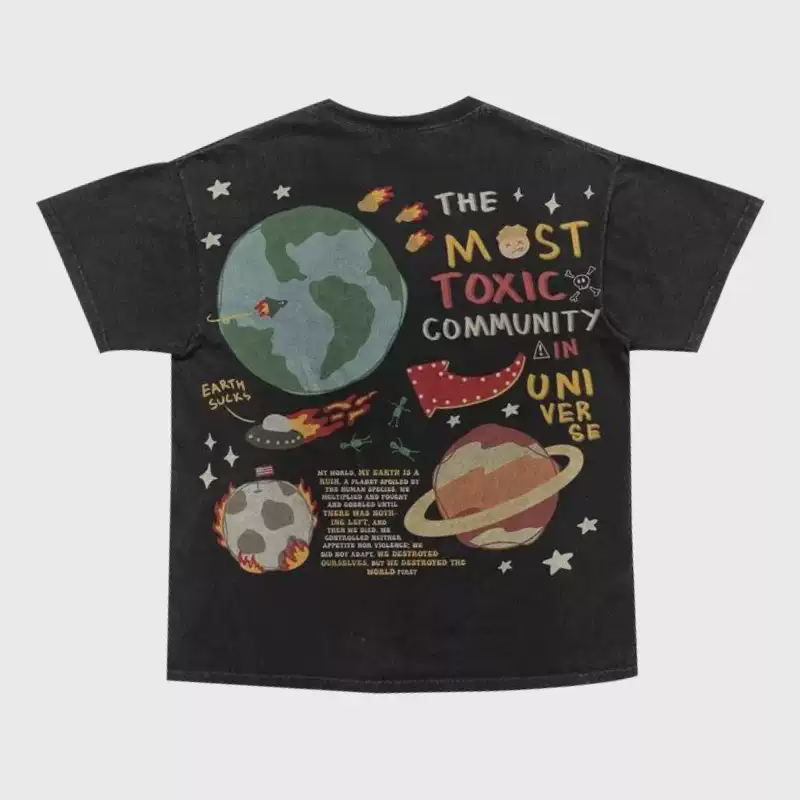 THE
MOST
TOXIC
COMMUNITY
IN
UNI
VER
SE
EARTH
SUCKS
MY WORLD, MY EARTH IS A
RUIN. A PLANET SPOILED BY
THE HUMAN SPECIES. WE
MULTIPLIED AND FOUGHT
AND GOBBLED UNTIL
THERE WAS NOTH-
ING LEFT, AND
THEN WE DIED. WE
CONTROLLED NEITHER
APPETITE NOR VIOLENCE; WE
DID NOT ADAPT. WE DESTROYED
OURSELVES. BUT WE DESTROYED THE
WORLD FIRST